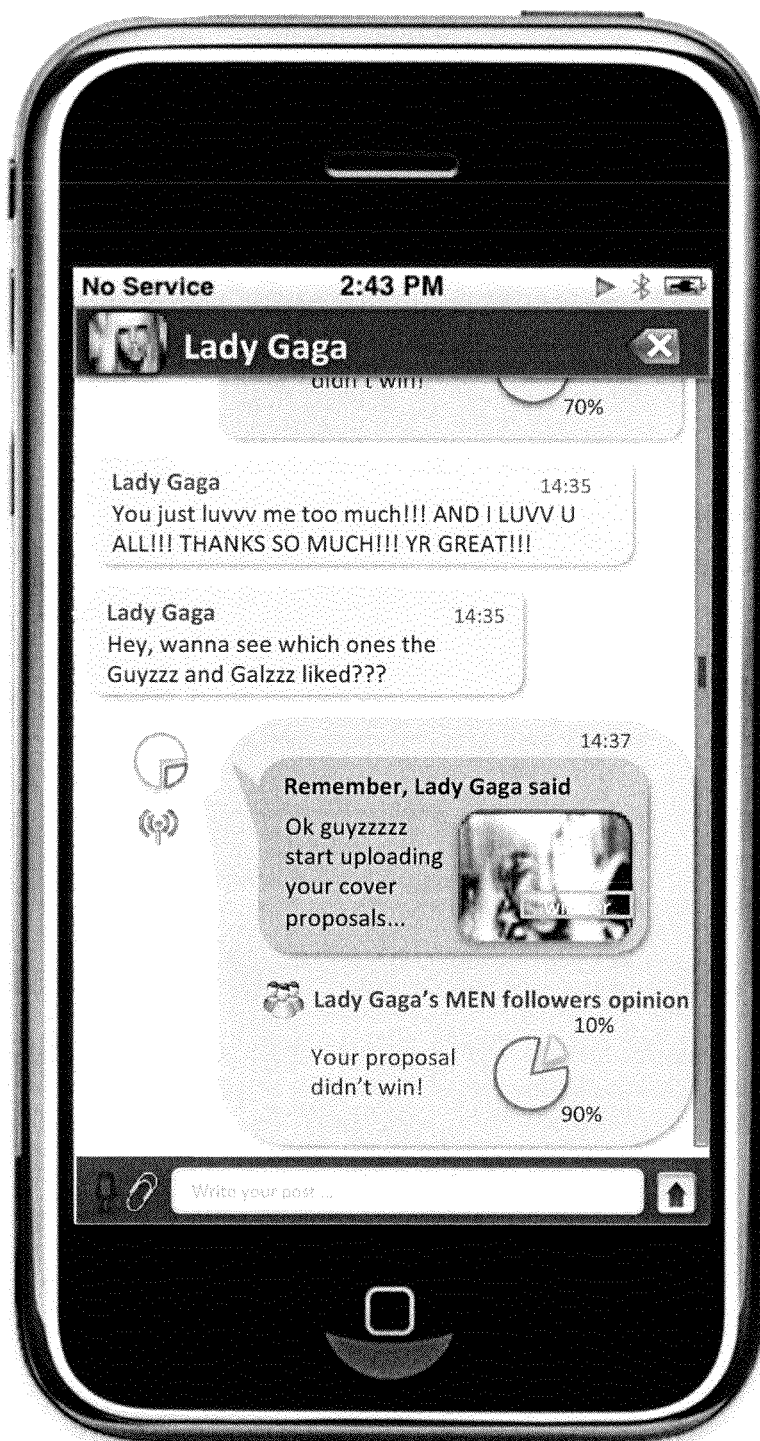 No Service 2:43 PM
Lady Gaga
didn't win!
70%
Lady Gaga 14:35
You just luvvv me too much!!! AND I LUVV U
ALL!!! THANKS SO MUCH!!! YR GREAT!!!
Lady Gaga 14:35
Hey, wanna see which ones the
Guyzzz and Galzzz liked???
14:37
Remember, Lady Gaga said
Ok guyzzzzz
start uploading
your cover
proposals...
Lady Gaga's MEN followers opinion
10%
Your proposal
didn't win!
90%
Write your post ...